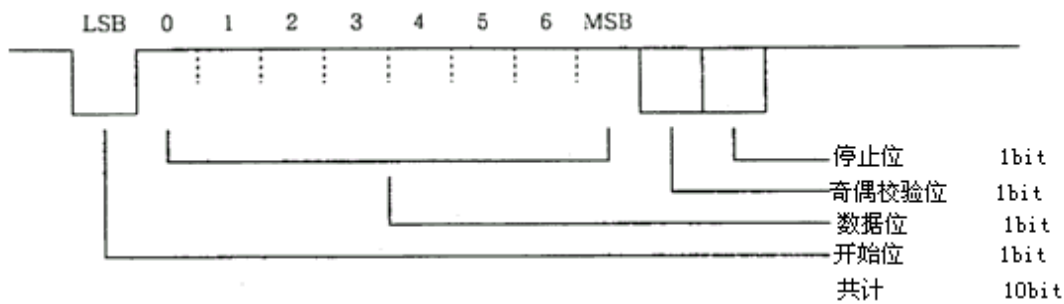 LSB 0 1 2 3 4 5 6 MSB
停止位 1bit
奇偶校验位 1bit
数据位 1bit
开始位 1bit
共计 10bit